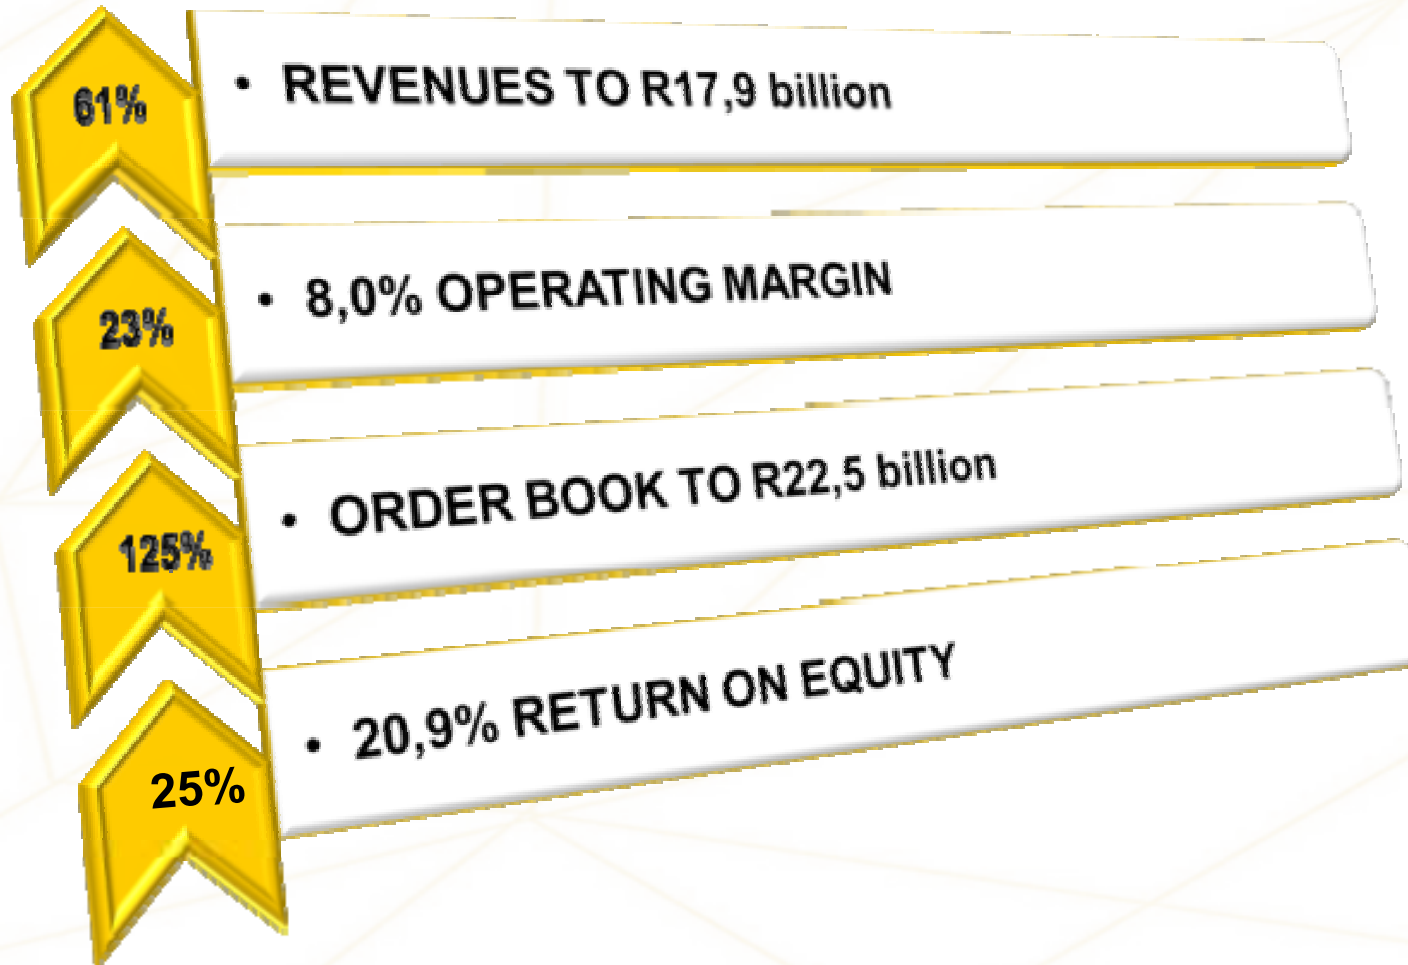 61%
• REVENUES TO R17,9 billion
23%
• 8,0% OPERATING MARGIN
125%
• ORDER BOOK TO R22,5 billion
25%
• 20,9% RETURN ON EQUITY